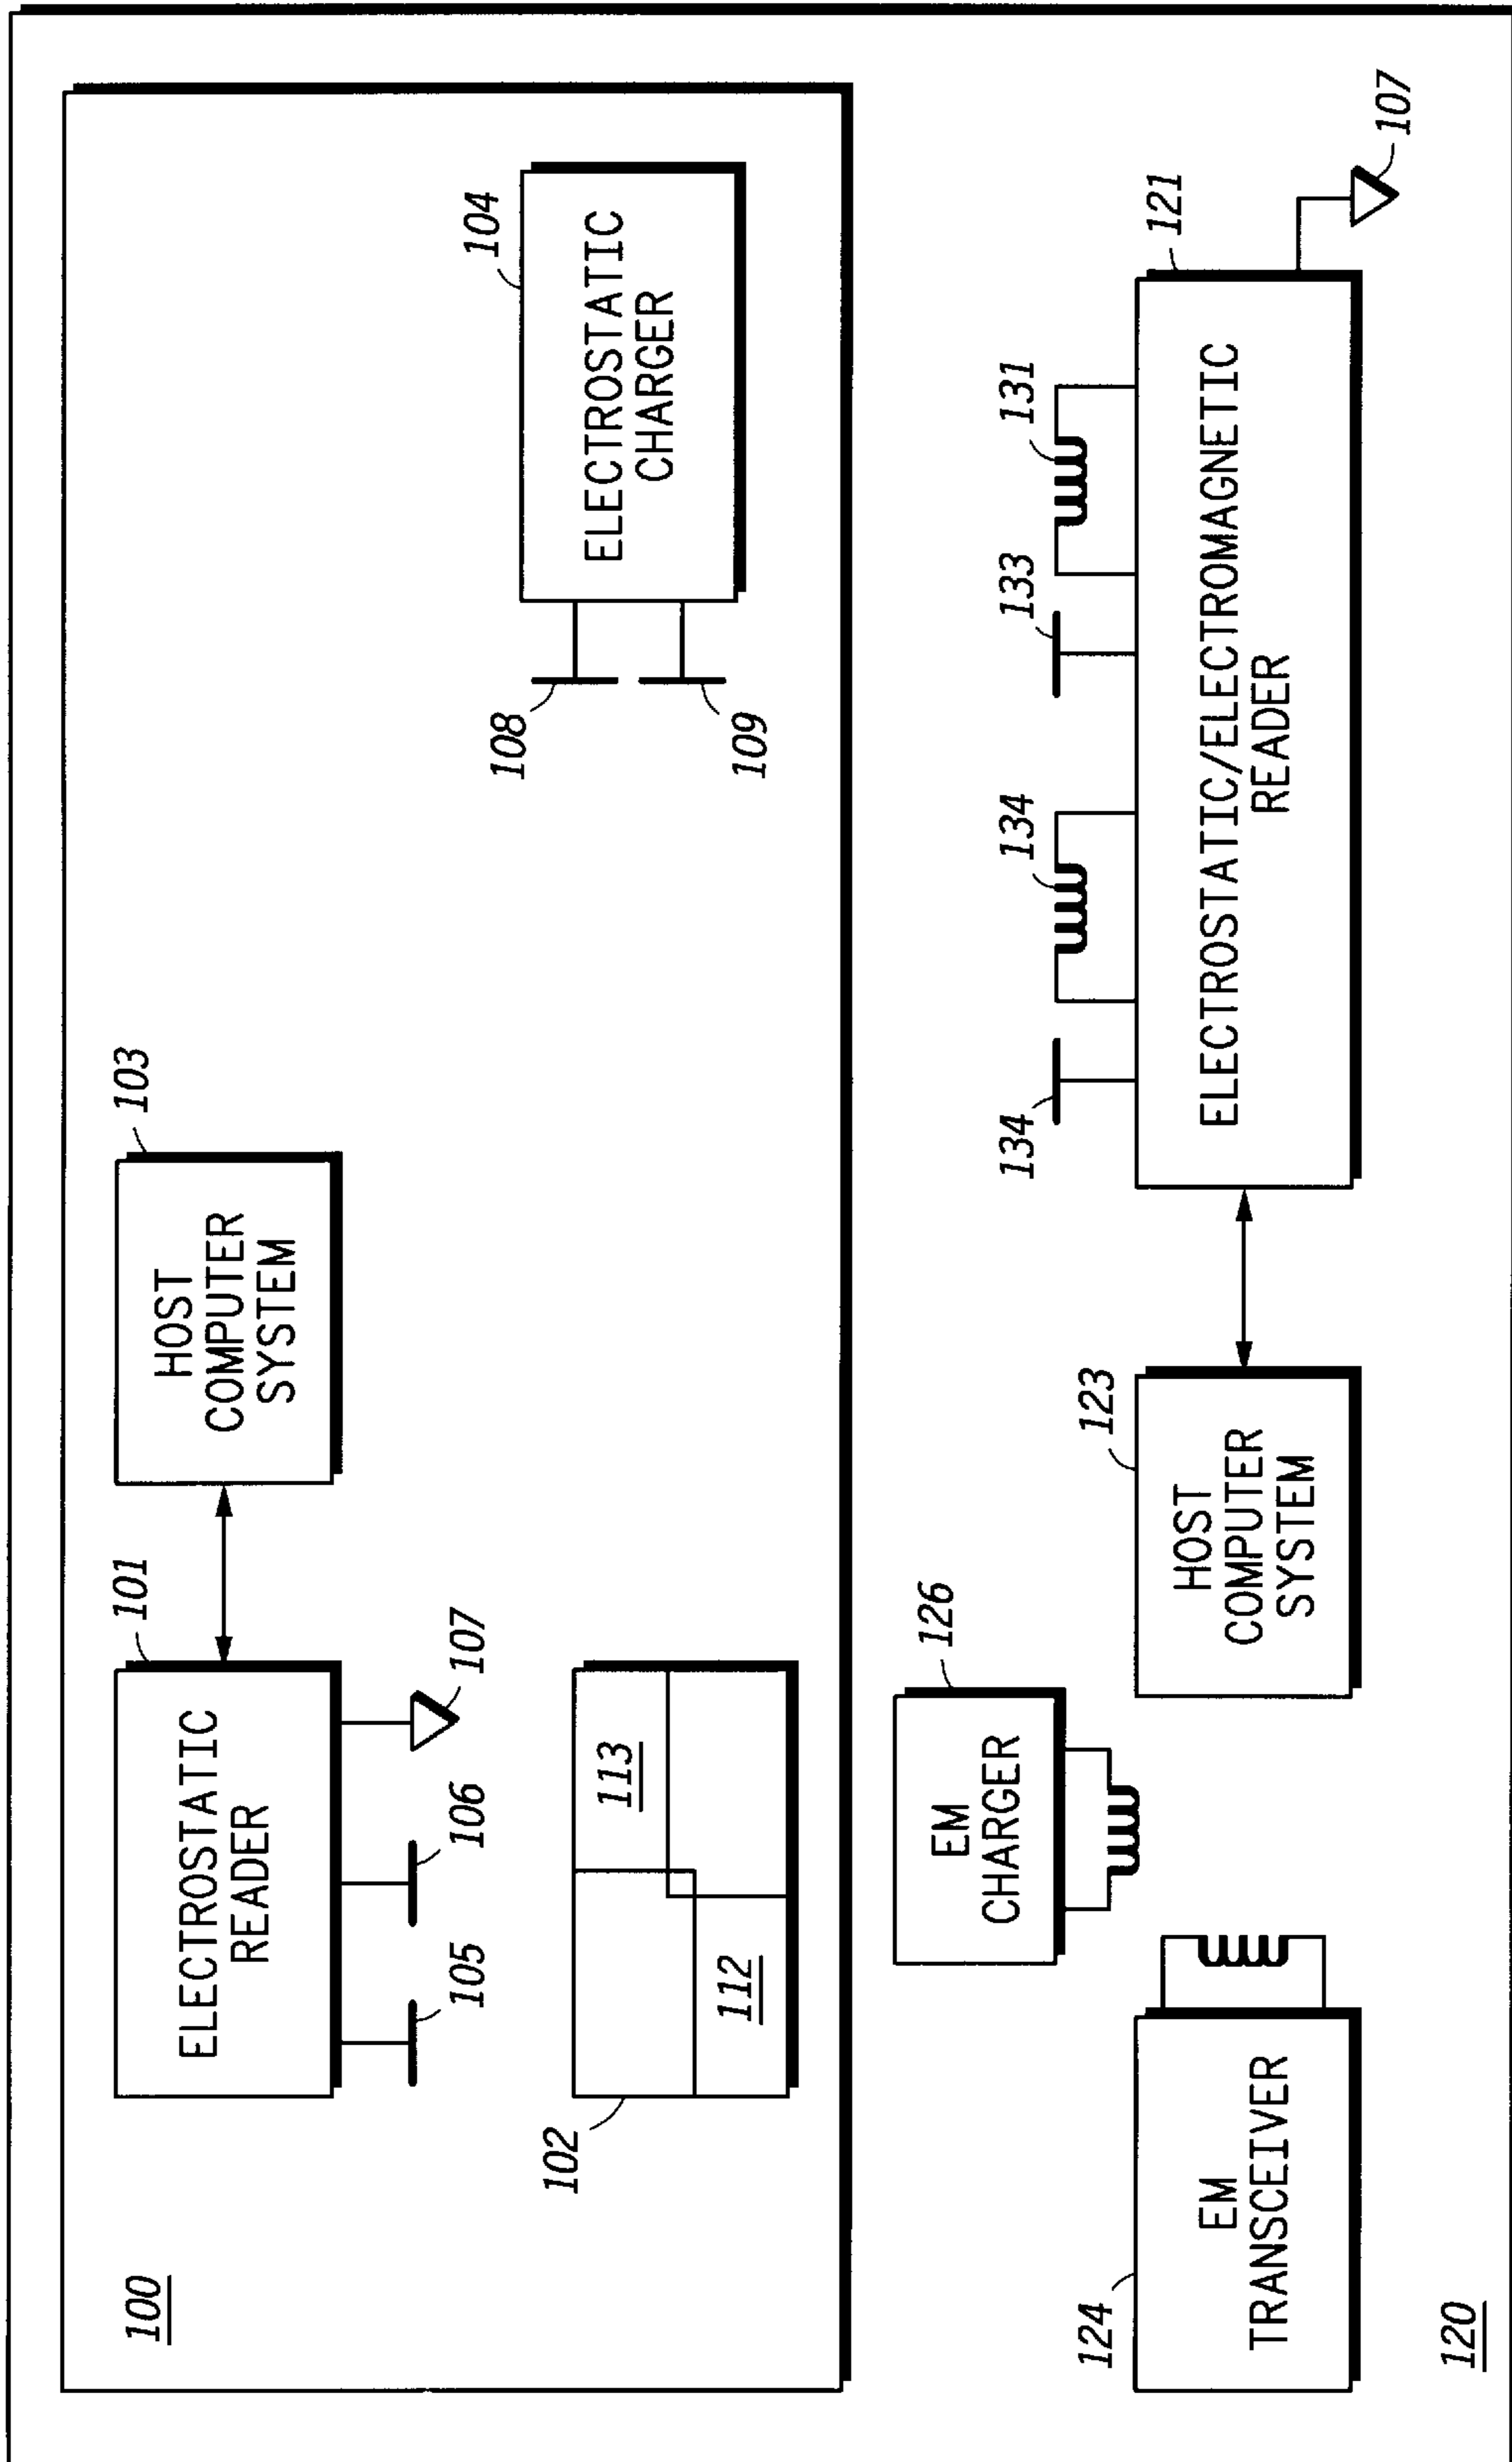 100
101
ELECTROSTATIC
READER
105
106
107
103
HOST
COMPUTER
SYSTEM
102
112
113
104
ELECTROSTATIC
CHARGER
108
109
126
EM
CHARGER
124
EM
TRANSCEIVER
123
HOST
COMPUTER
SYSTEM
134
134
133
131
121
ELECTROSTATIC/ELECTROMAGNETIC
READER
107
120